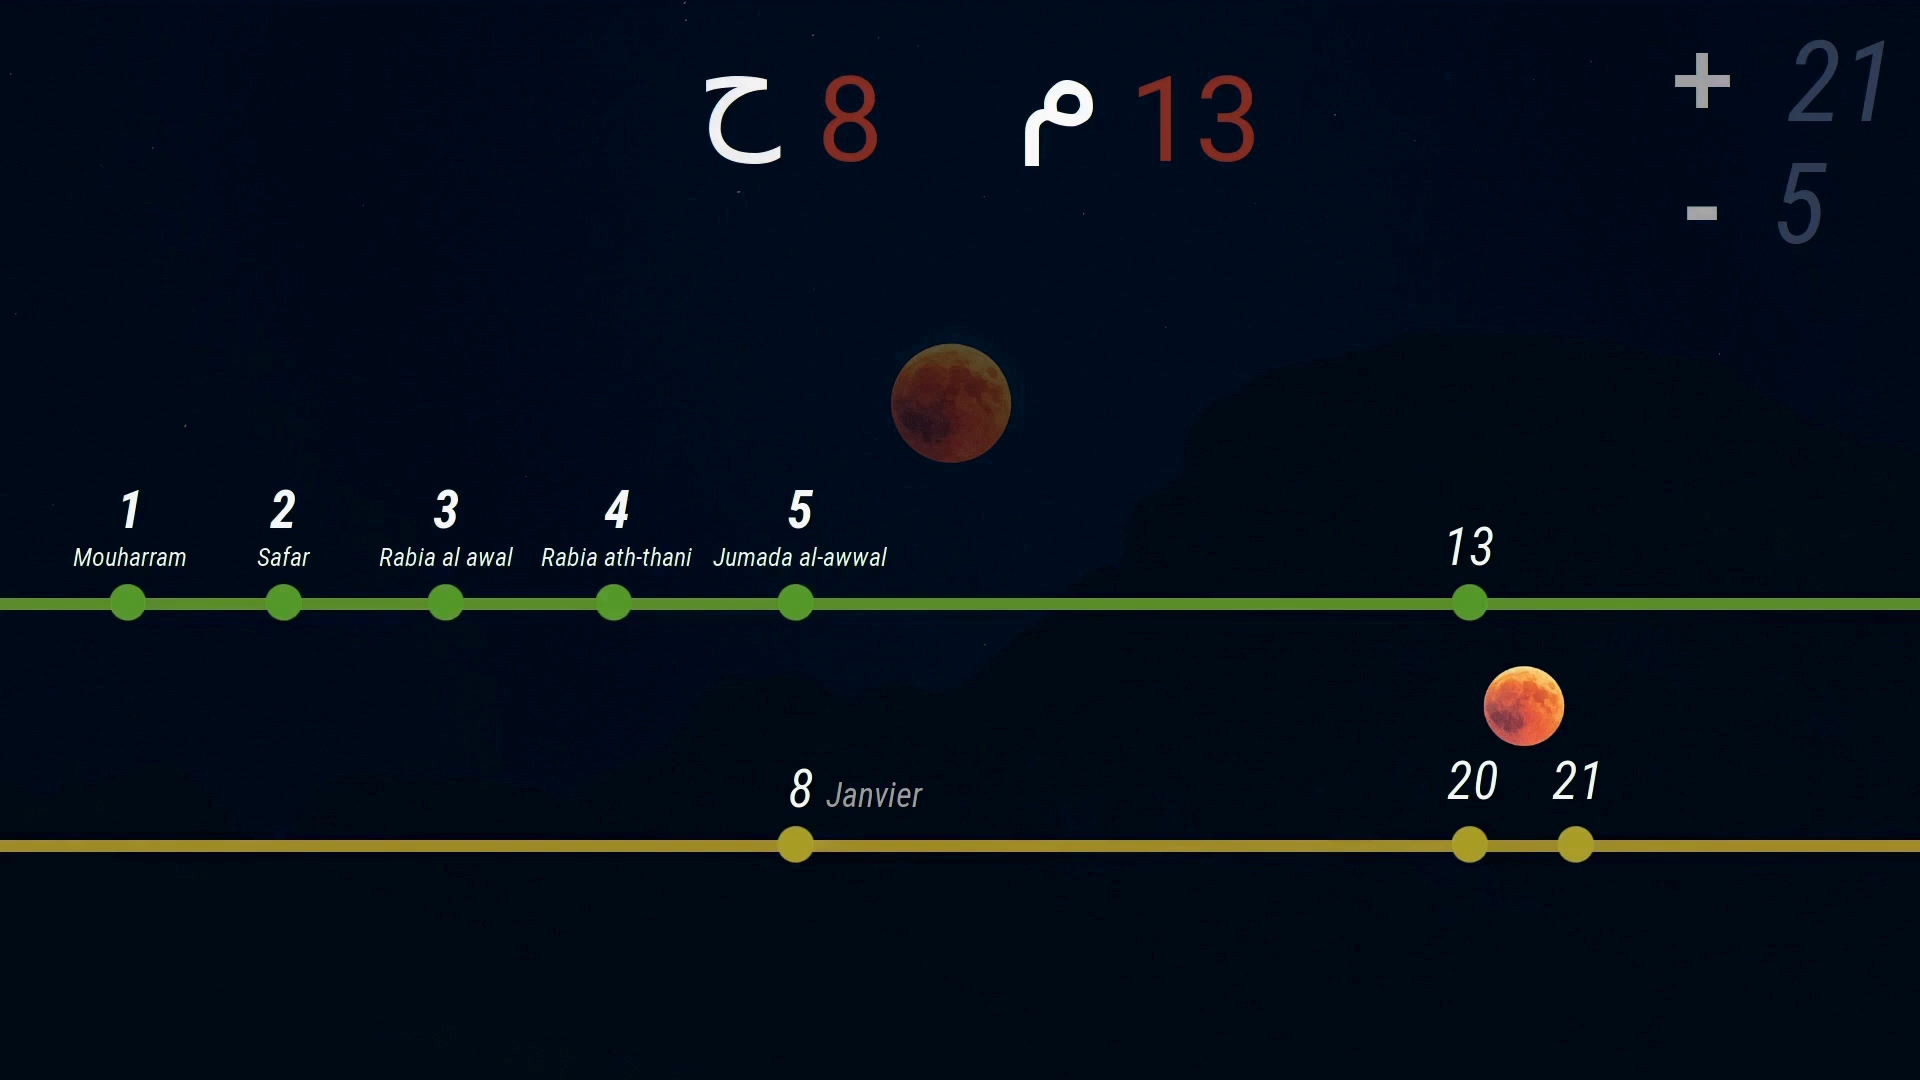 ح 8 م 13
+ 21
- 5
1 2 3 4 5
Mouharram Safar Rabia al awal Rabia ath-thani Jumada al-awwal
13
20 21
8 Janvier